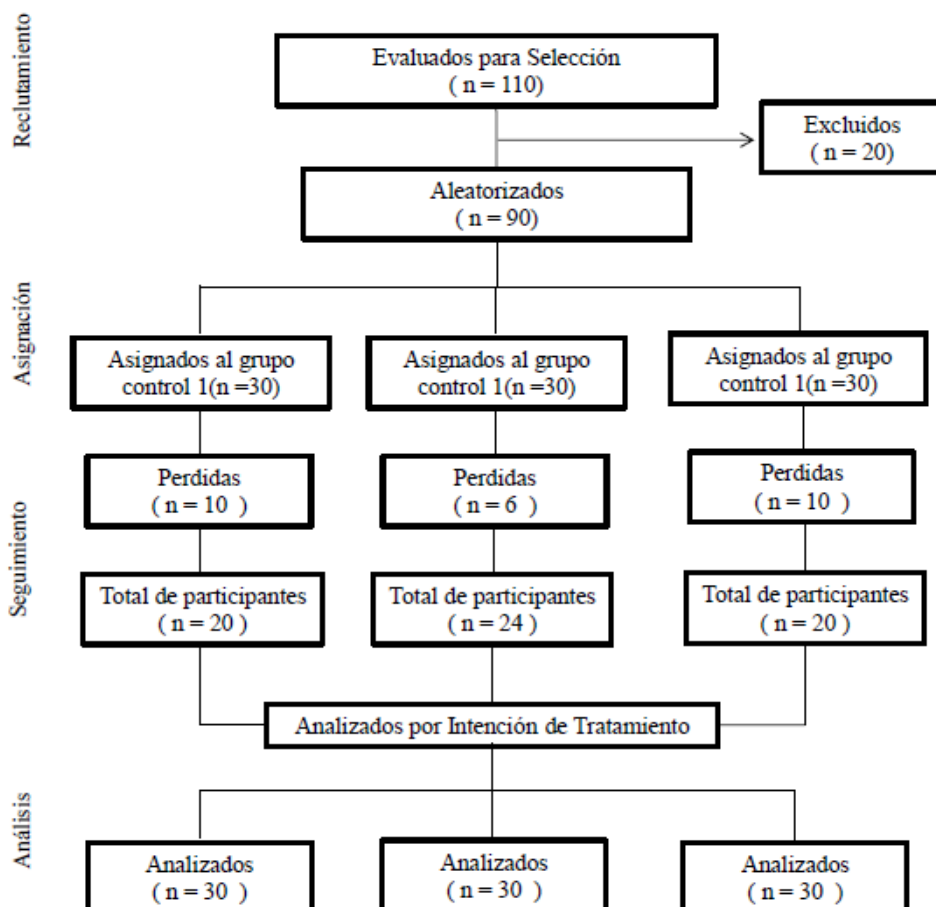 Reclutamiento
Evaluados para Selección
( n = 110)
Excluidos
( n = 20)
Aleatorizados
( n = 90)
Asignación
Asignados al grupo
control 1(n =30)
Asignados al grupo
control 1(n =30)
Asignados al grupo
control 1(n =30)
Seguimiento
Perdidas
( n = 10 )
Perdidas
( n = 6 )
Perdidas
( n = 10 )
Total de participantes
( n = 20 )
Total de participantes
( n = 24 )
Total de participantes
( n = 20 )
Analizados por Intención de Tratamiento
Análisis
Analizados
( n = 30 )
Analizados
( n = 30 )
Analizados
( n = 30 )